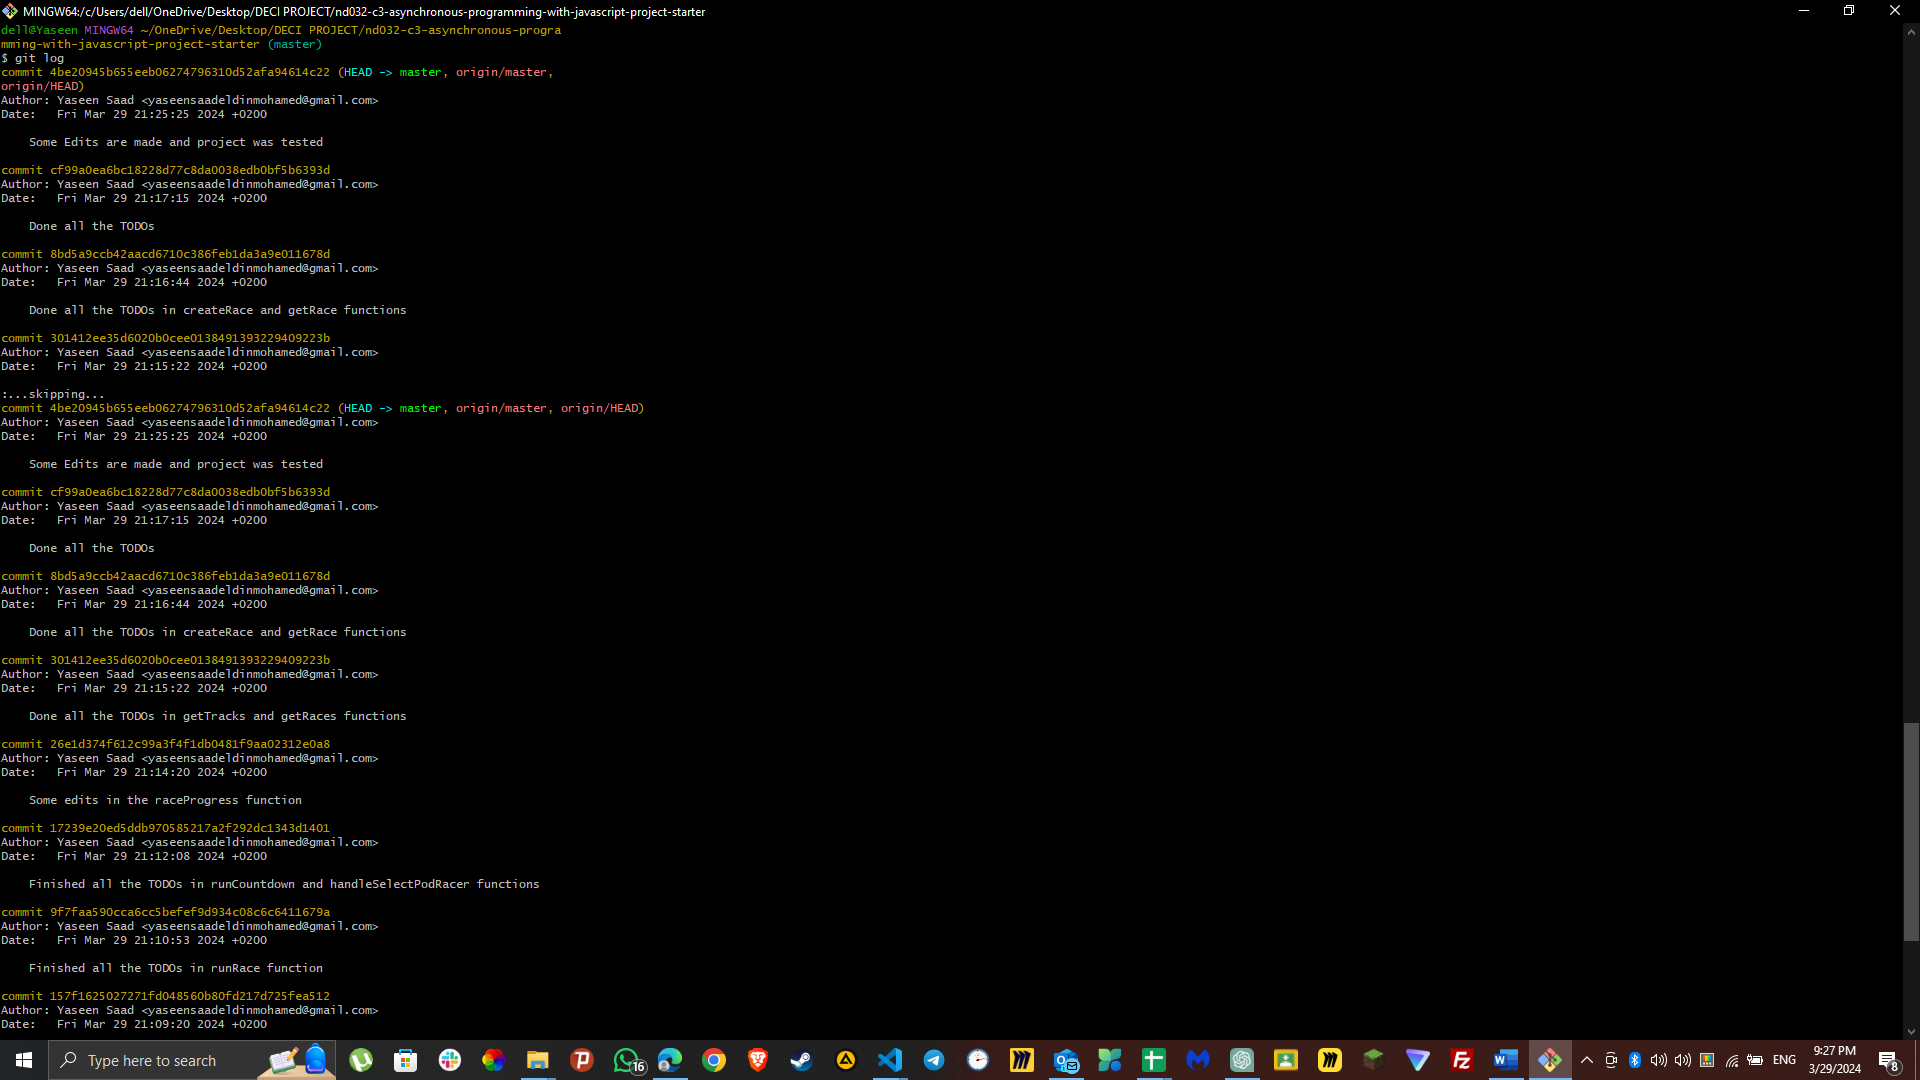 MINGW64:/c/Users/dell/OneDrive/Desktop/DECI PROJECT/nd032-c3-asynchronous-programming-with-javascript-project-starter
dell@Yaseen MINGW64 ~/OneDrive/Desktop/DECI PROJECT/nd032-c3-asynchronous-progra
mming-with-javascript-project-starter (master)
$ git log
commit 4be20945b655eeb06274796310d52afa94614c22 (HEAD -> master, origin/master,
origin/HEAD)
Author: Yaseen Saad <yaseensaadeldinmohamed@gmail.com>
Date:   Fri Mar 29 21:25:25 2024 +0200
    Some Edits are made and project was tested
commit cf99a0ea6bc18228d77c8da0038edb0bf5b6393d
Author: Yaseen Saad <yaseensaadeldinmohamed@gmail.com>
Date:   Fri Mar 29 21:17:15 2024 +0200
    Done all the TODOs
commit 8bd5a9ccb42aacd6710c386feb1da3a9e011678d
Author: Yaseen Saad <yaseensaadeldinmohamed@gmail.com>
Date:   Fri Mar 29 21:16:44 2024 +0200
    Done all the TODOs in createRace and getRace functions
commit 301412ee35d6020b0cee0138491393229409223b
Author: Yaseen Saad <yaseensaadeldinmohamed@gmail.com>
Date:   Fri Mar 29 21:15:22 2024 +0200
:...skipping...
commit 4be20945b655eeb06274796310d52afa94614c22 (HEAD -> master, origin/master, origin/HEAD)
Author: Yaseen Saad <yaseensaadeldinmohamed@gmail.com>
Date:   Fri Mar 29 21:25:25 2024 +0200
    Some Edits are made and project was tested
commit cf99a0ea6bc18228d77c8da0038edb0bf5b6393d
Author: Yaseen Saad <yaseensaadeldinmohamed@gmail.com>
Date:   Fri Mar 29 21:17:15 2024 +0200
    Done all the TODOs
commit 8bd5a9ccb42aacd6710c386feb1da3a9e011678d
Author: Yaseen Saad <yaseensaadeldinmohamed@gmail.com>
Date:   Fri Mar 29 21:16:44 2024 +0200
    Done all the TODOs in createRace and getRace functions
commit 301412ee35d6020b0cee0138491393229409223b
Author: Yaseen Saad <yaseensaadeldinmohamed@gmail.com>
Date:   Fri Mar 29 21:15:22 2024 +0200
    Done all the TODOs in getTracks and getRaces functions
commit 26e1d374f612c99a3f4f1db0481f9aa02312e0a8
Author: Yaseen Saad <yaseensaadeldinmohamed@gmail.com>
Date:   Fri Mar 29 21:14:20 2024 +0200
    Some edits in the raceProgress function
commit 17239e20ed5ddb970585217a2f292dc1343d1401
Author: Yaseen Saad <yaseensaadeldinmohamed@gmail.com>
Date:   Fri Mar 29 21:12:08 2024 +0200
    Finished all the TODOs in runCountdown and handleSelectPodRacer functions
commit 9f7faa590cca6cc5befef9d934c08c6c6411679a
Author: Yaseen Saad <yaseensaadeldinmohamed@gmail.com>
Date:   Fri Mar 29 21:10:53 2024 +0200
    Finished all the TODOs in runRace function
commit 157f1625027271fd048560b80fd217d725fea512
Author: Yaseen Saad <yaseensaadeldinmohamed@gmail.com>
Date:   Fri Mar 29 21:09:20 2024 +0200
Type here to search
16
ENG
9:27 PM
3/29/2024
8